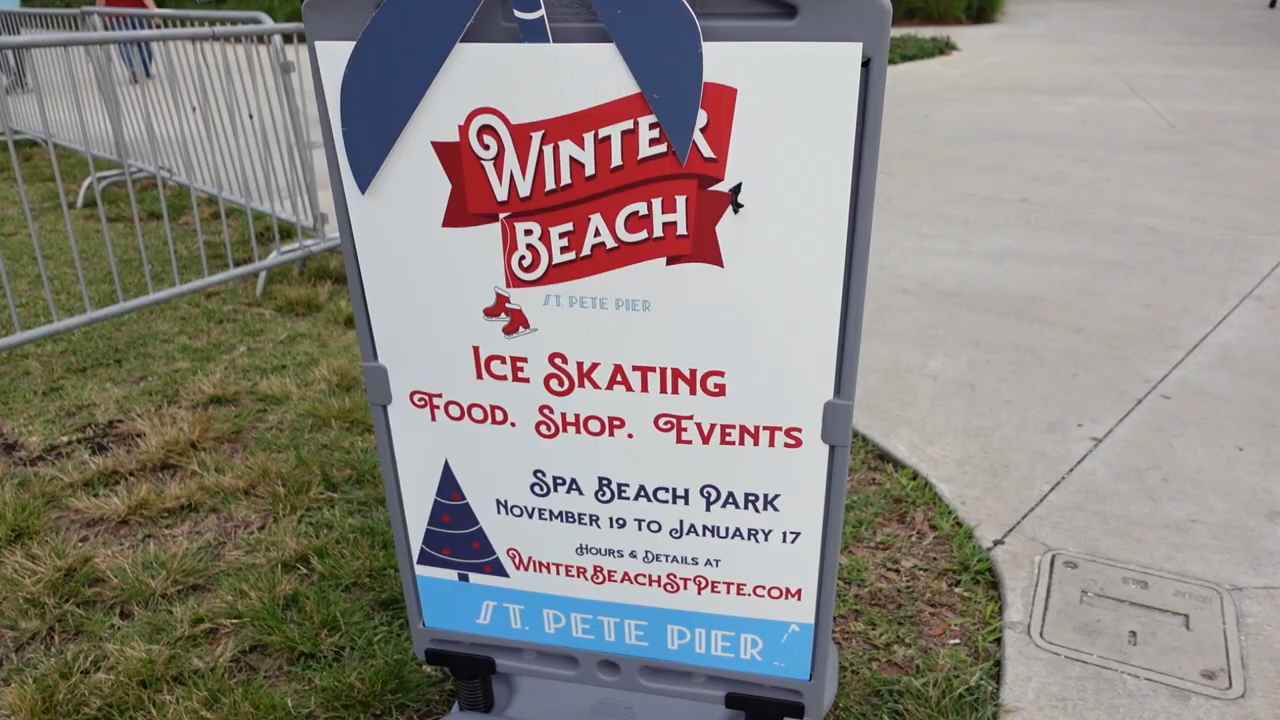 WINTER
BEACH
ST. PETE PIER
ICE SKATING
FOOD. SHOP. EVENTS
SPA BEACH PARK
NOVEMBER 19 TO JANUARY 17
HOURS & DETAILS AT
WINTERBEACHSTPETE.COM
ST. PETE PIER